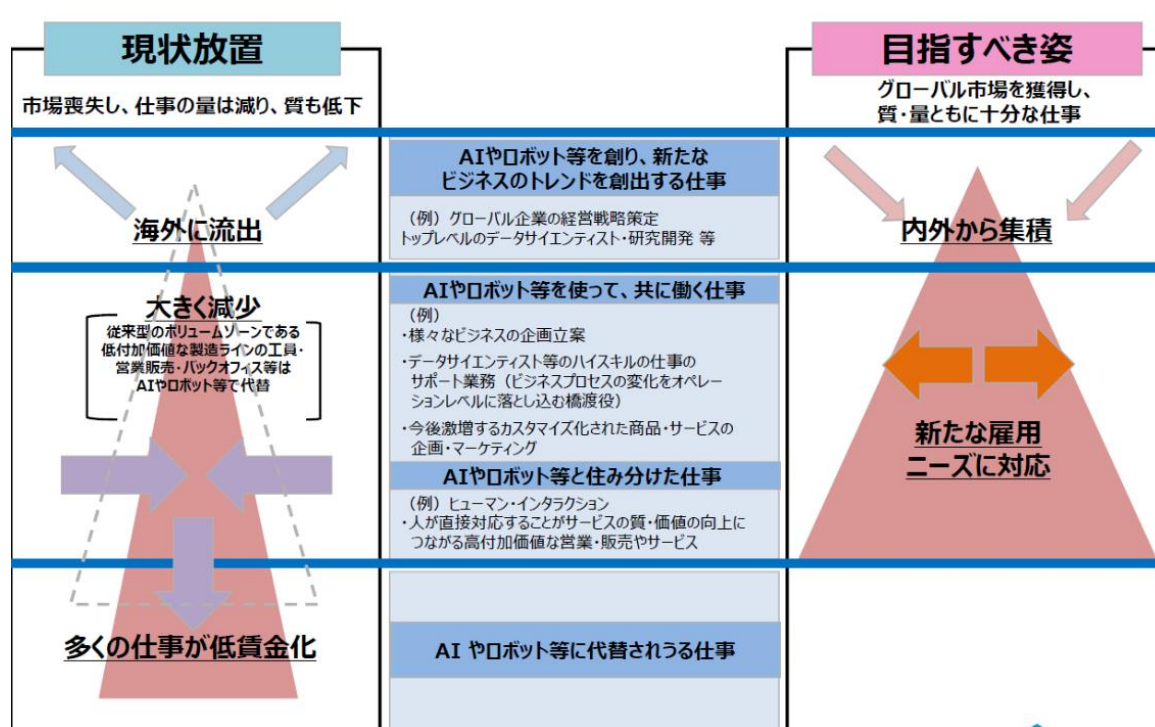 現状放置
市場喪失し、仕事の量は減り、質も低下
海外に流出
大きく減少
従来型のボリュームゾーンである
低付加価値な製造ラインの工員・
営業販売・バックオフィス等は
AIやロボット等で代替
多くの仕事が低賃金化
AIやロボット等を創り、新たな
ビジネスのトレンドを創出する仕事
（例）グローバル企業の経営戦略策定
トップレベルのデータサイエンティスト・研究開発 等
AIやロボット等を使って、共に働く仕事
（例）
・様々なビジネスの企画立案
・データサイエンティスト等のハイスキルの仕事の
サポート業務（ビジネスプロセスの変化をオペレー
ションレベルに落とし込む橋渡役）
・今後激増するカスタマイズ化された商品・サービスの
企画・マーケティング
AIやロボット等と住み分けた仕事
（例）ヒューマン・インタラクション
・人が直接対応することがサービスの質・価値の向上に
つながる高付加価値な営業・販売やサービス
AI やロボット等に代替されうる仕事
目指すべき姿
グローバル市場を獲得し、
質・量ともに十分な仕事
内外から集積
新たな雇用
ニーズに対応